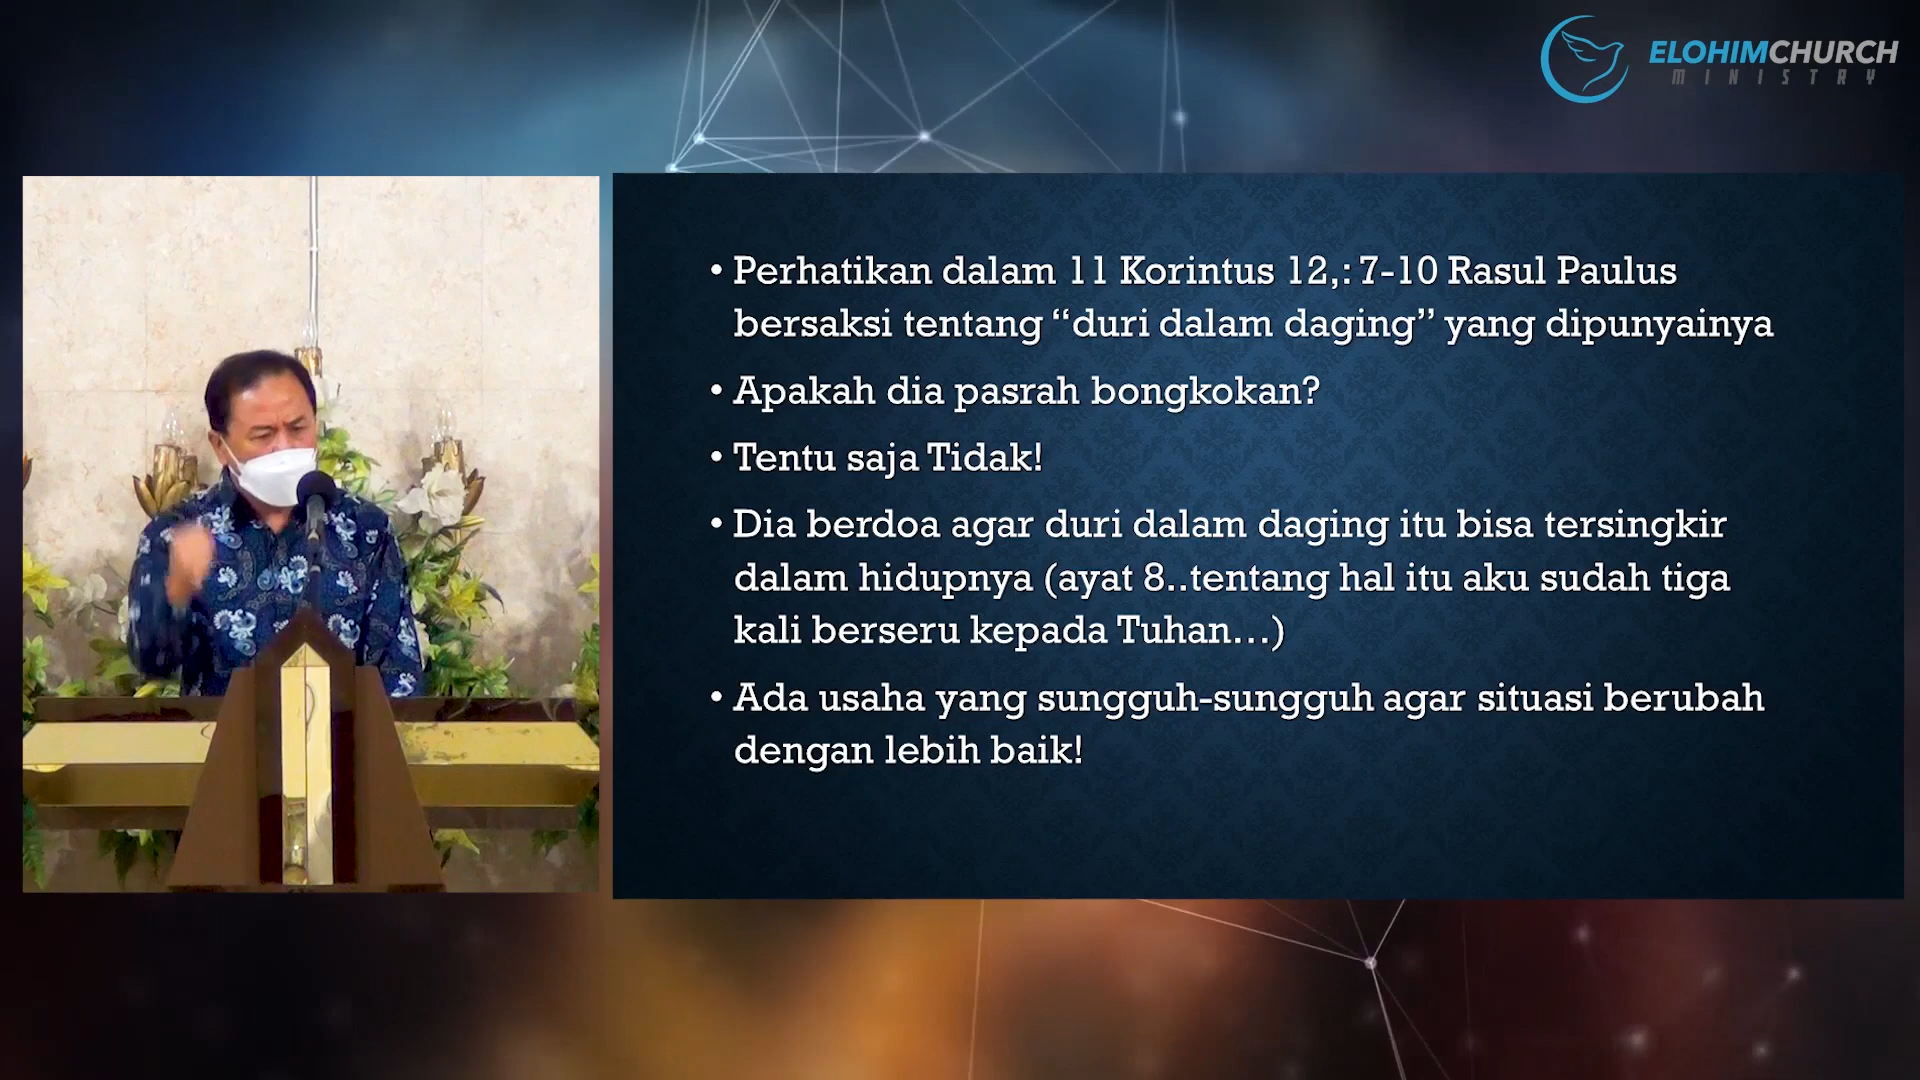 ELOHIMCHURCH
MINISTRY
• Perhatikan dalam 11 Korintus 12,: 7-10 Rasul Paulus
bersaksi tentang “duri dalam daging” yang dipunyainya
• Apakah dia pasrah bongkokan?
• Tentu saja Tidak!
• Dia berdoa agar duri dalam daging itu bisa tersingkir
dalam hidupnya (ayat 8..tentang hal itu aku sudah tiga
kali berseru kepada Tuhan...)
• Ada usaha yang sungguh-sungguh agar situasi berubah
dengan lebih baik!